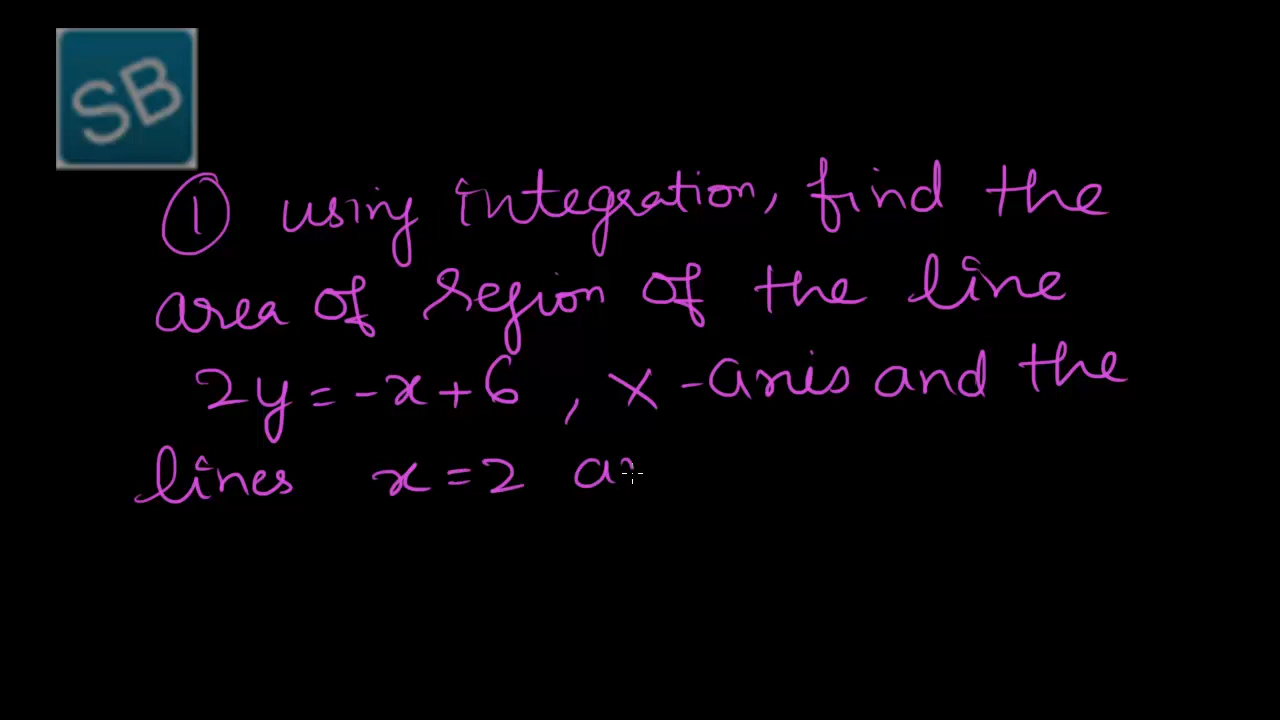 SB
① using integration, find the
area of region of the line
2y = -x + 6 , x -axis and the
lines x = 2